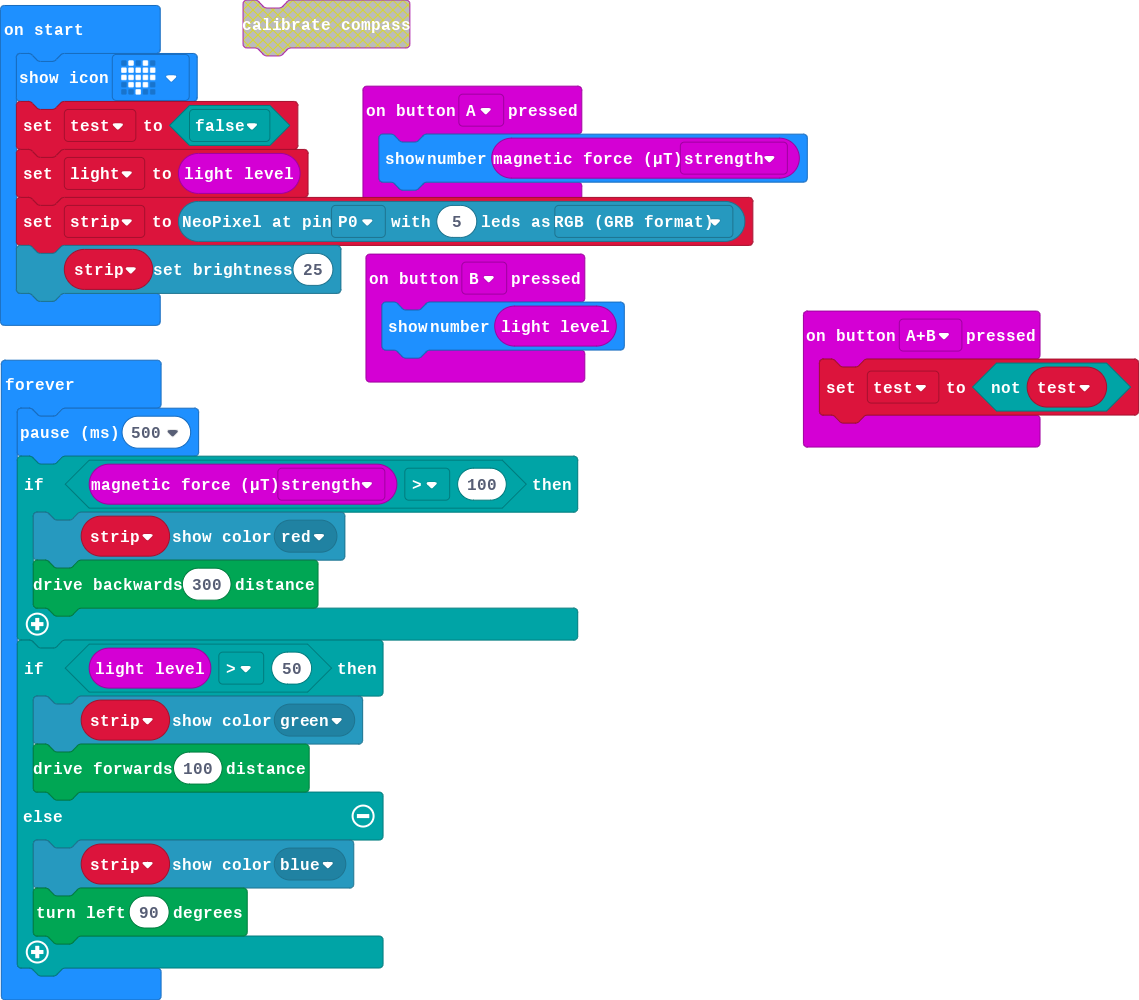 on start
show icon
set test to false
set light to light level
set strip to NeoPixel at pin P0 with 5 leds as RGB (GRB format)
strip set brightness 25
calibrate compass
on button A pressed
show number magnetic force (µT) strength
on button B pressed
show number light level
on button A+B pressed
set test to not test
forever
pause (ms) 500
if magnetic force (µT) strength > 100 then
strip show color red
drive backwards 300 distance
if light level > 50 then
strip show color green
drive forwards 100 distance
else
strip show color blue
turn left 90 degrees